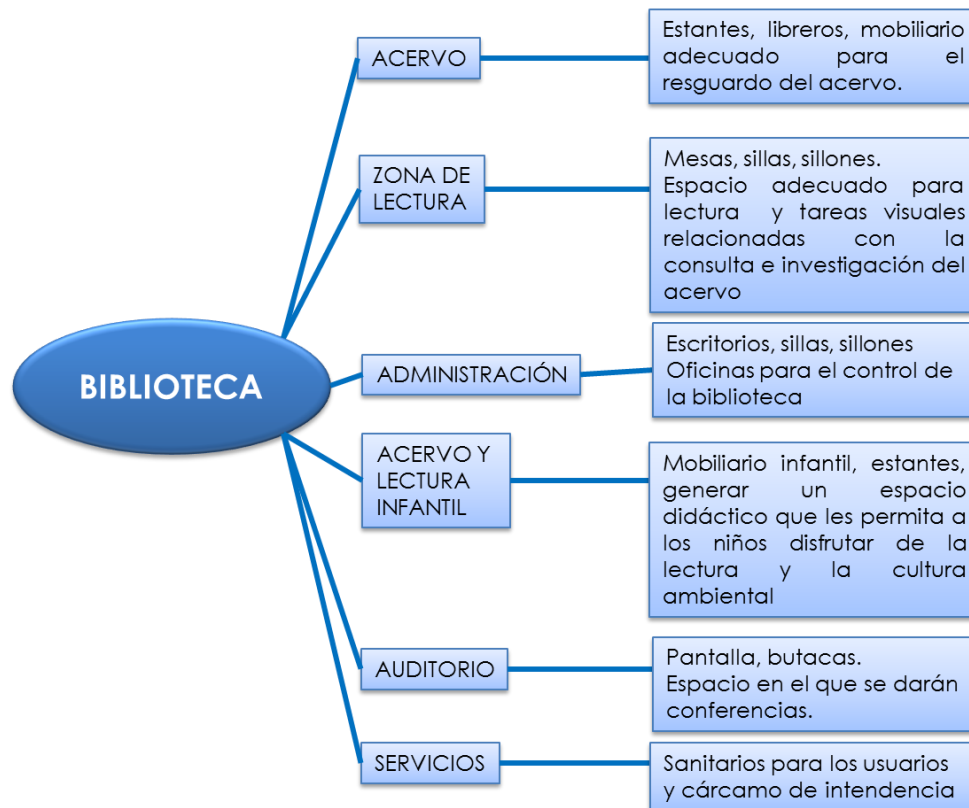 BIBLIOTECA
ACERVO
Estantes, libreros, mobiliario
adecuado para el
resguardo del acervo.
ZONA DE
LECTURA
Mesas, sillas, sillones.
Espacio adecuado para
lectura y tareas visuales
relacionadas con la
consulta e investigación del
acervo
ADMINISTRACIÓN
Escritorios, sillas, sillones
Oficinas para el control de
la biblioteca
ACERVO Y
LECTURA
INFANTIL
Mobiliario infantil, estantes,
generar un espacio
didáctico que les permita a
los niños disfrutar de la
lectura y la cultura
ambiental
AUDITORIO
Pantalla, butacas.
Espacio en el que se darán
conferencias.
SERVICIOS
Sanitarios para los usuarios
y cárcamo de intendencia